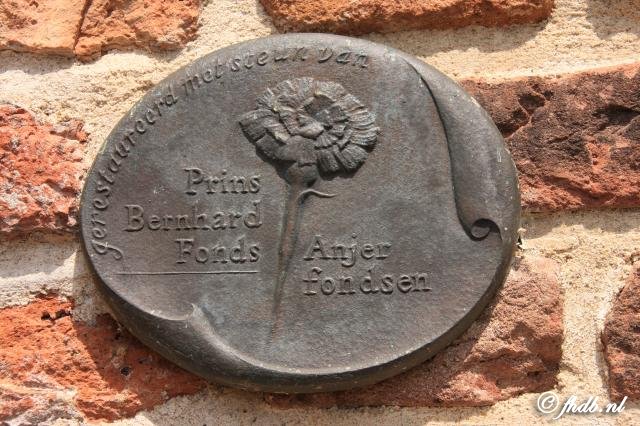 gerestaureerd met steun van
Prins
Bernhard
Fonds
Anjer
fondsen
© fhdb.nl